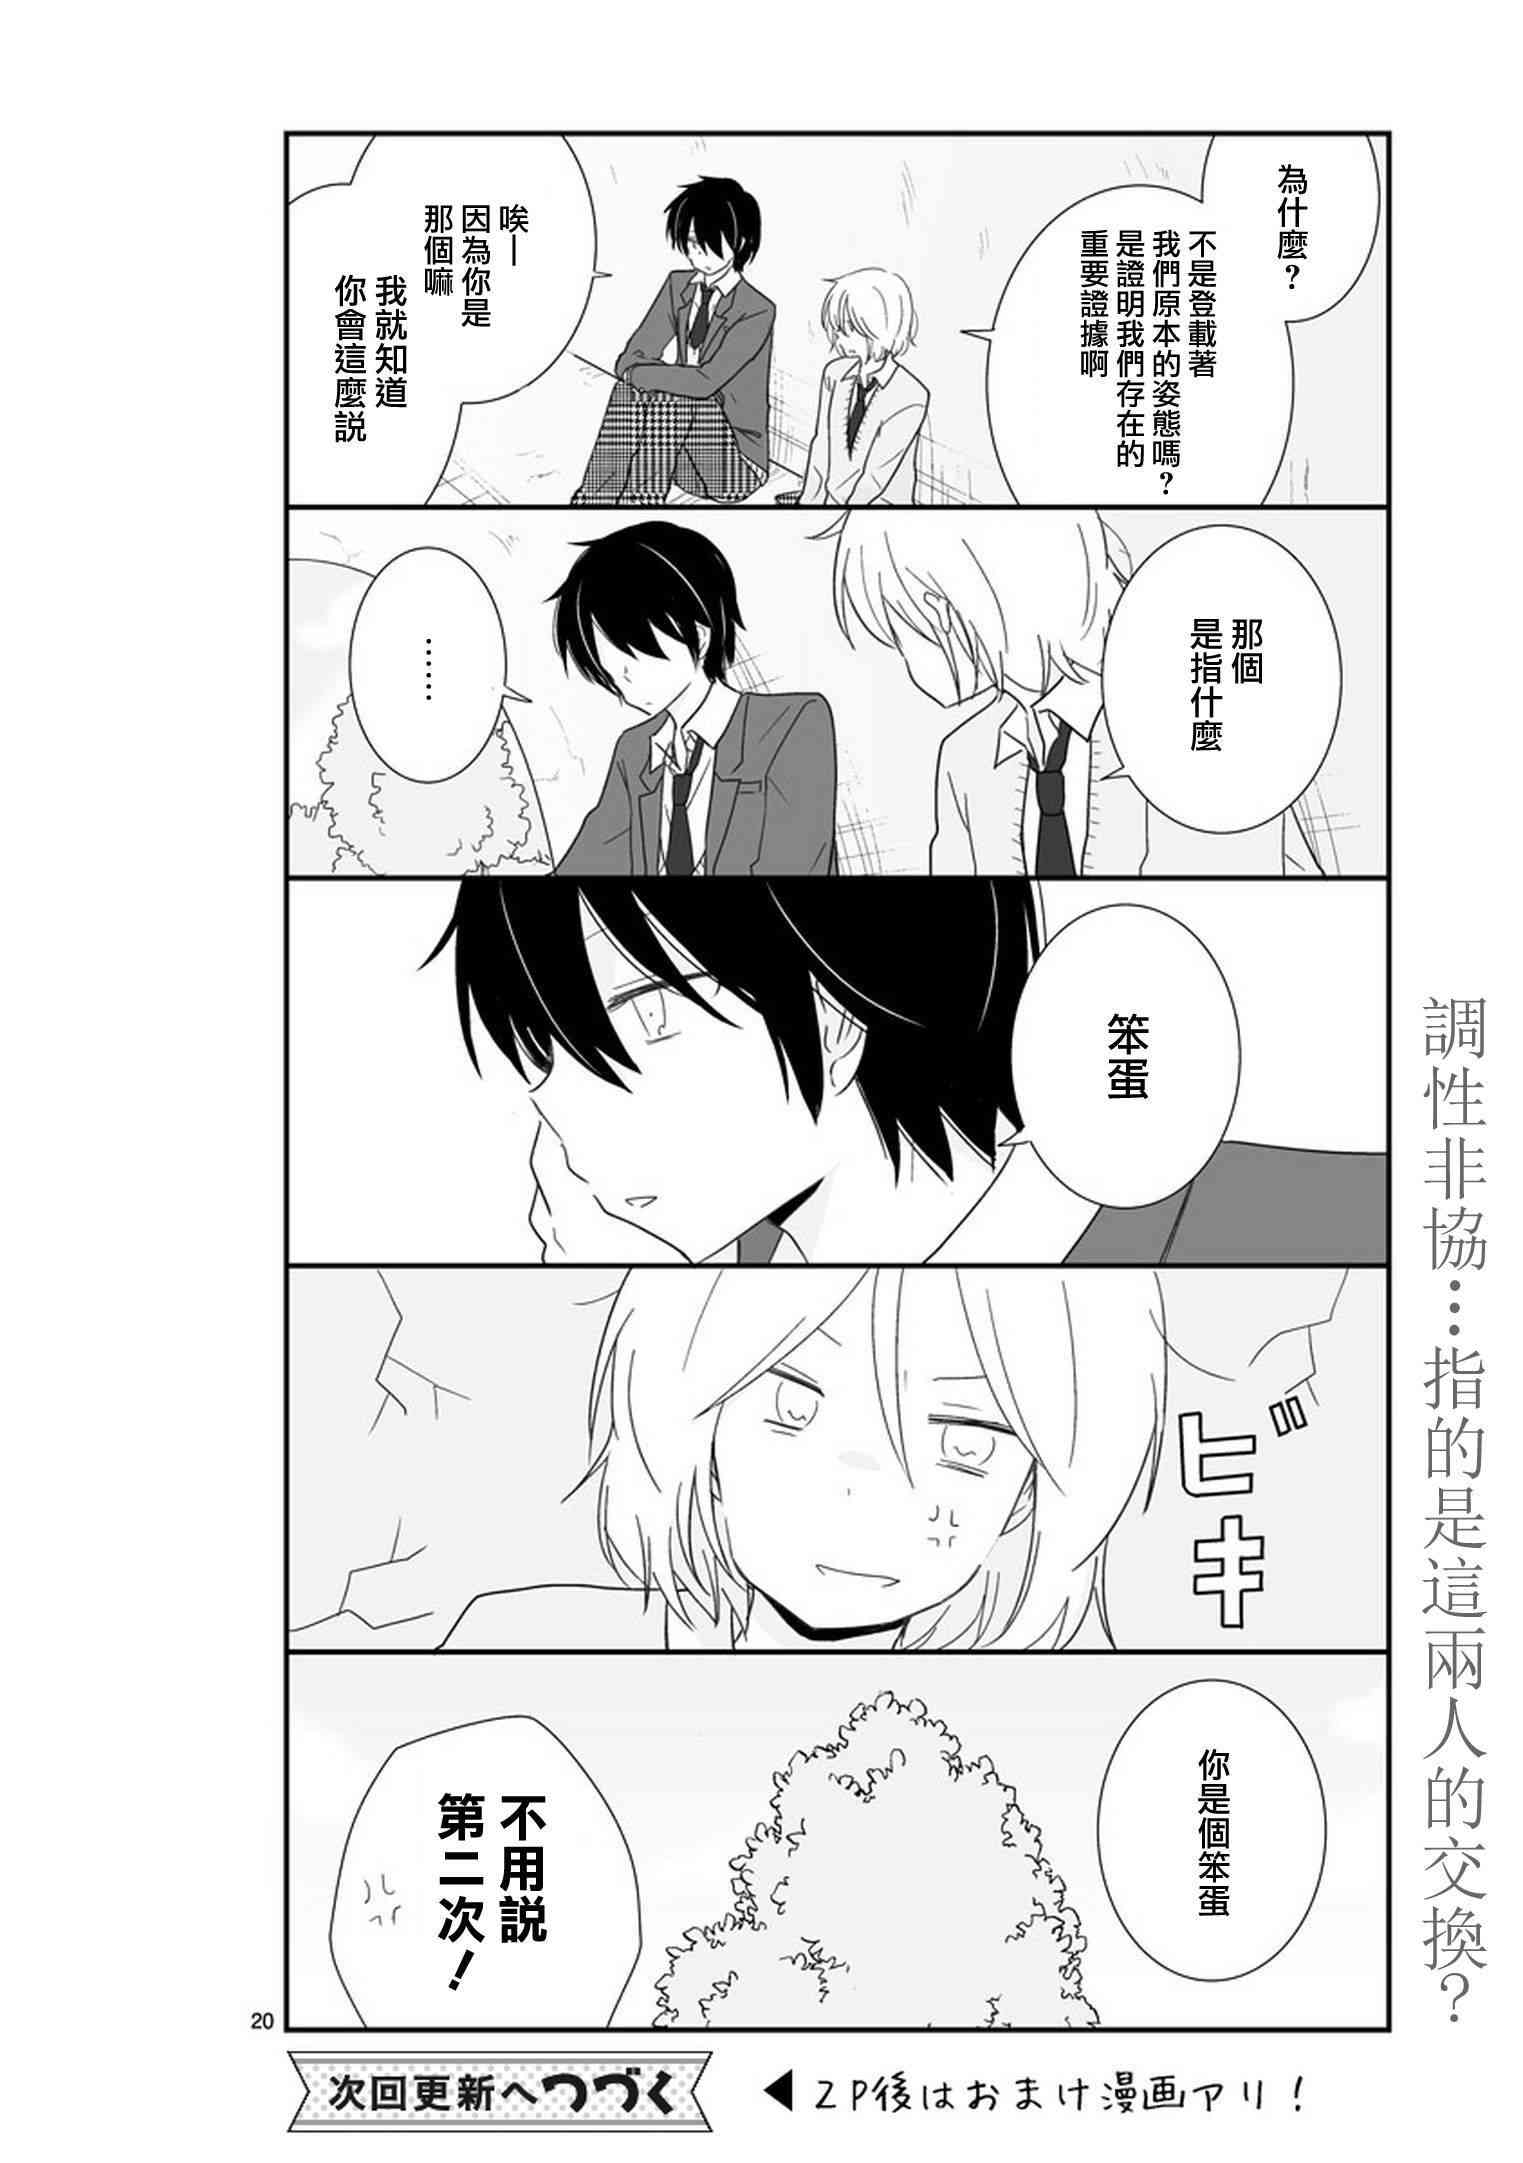 為什麼？
不是登載著
我們原本的姿態嗎？
是證明我們存在的
重要證據啊
唉—
因為你是
那個嘛
我就知道
你會這麼説
那個
是指什麼
……
笨蛋
ビキ
你是個笨蛋
不用説
第二次！
調性非協…指的是這兩人的交換？
20
次回更新へつづく
◀2P後はおまけ漫画アリ！